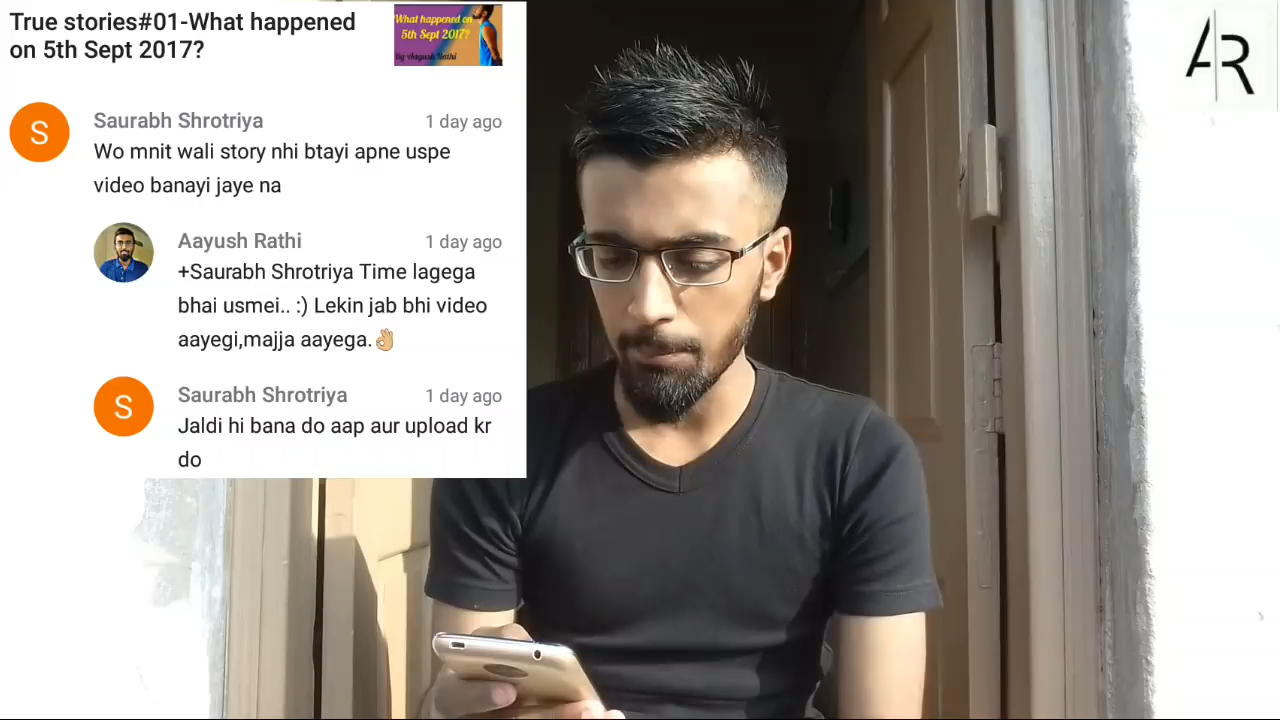 True stories#01-What happened
on 5th Sept 2017?
What happened on
5th Sept 2017?
By Aayush Rathi
S
Saurabh Shrotriya 1 day ago
Wo mnit wali story nhi btayi apne uspe
video banayi jaye na
Aayush Rathi 1 day ago
+Saurabh Shrotriya Time lagega
bhai usmei.. :) Lekin jab bhi video
aayegi,majja aayega.👌🏼
S
Saurabh Shrotriya 1 day ago
Jaldi hi bana do aap aur upload kr
do
AR